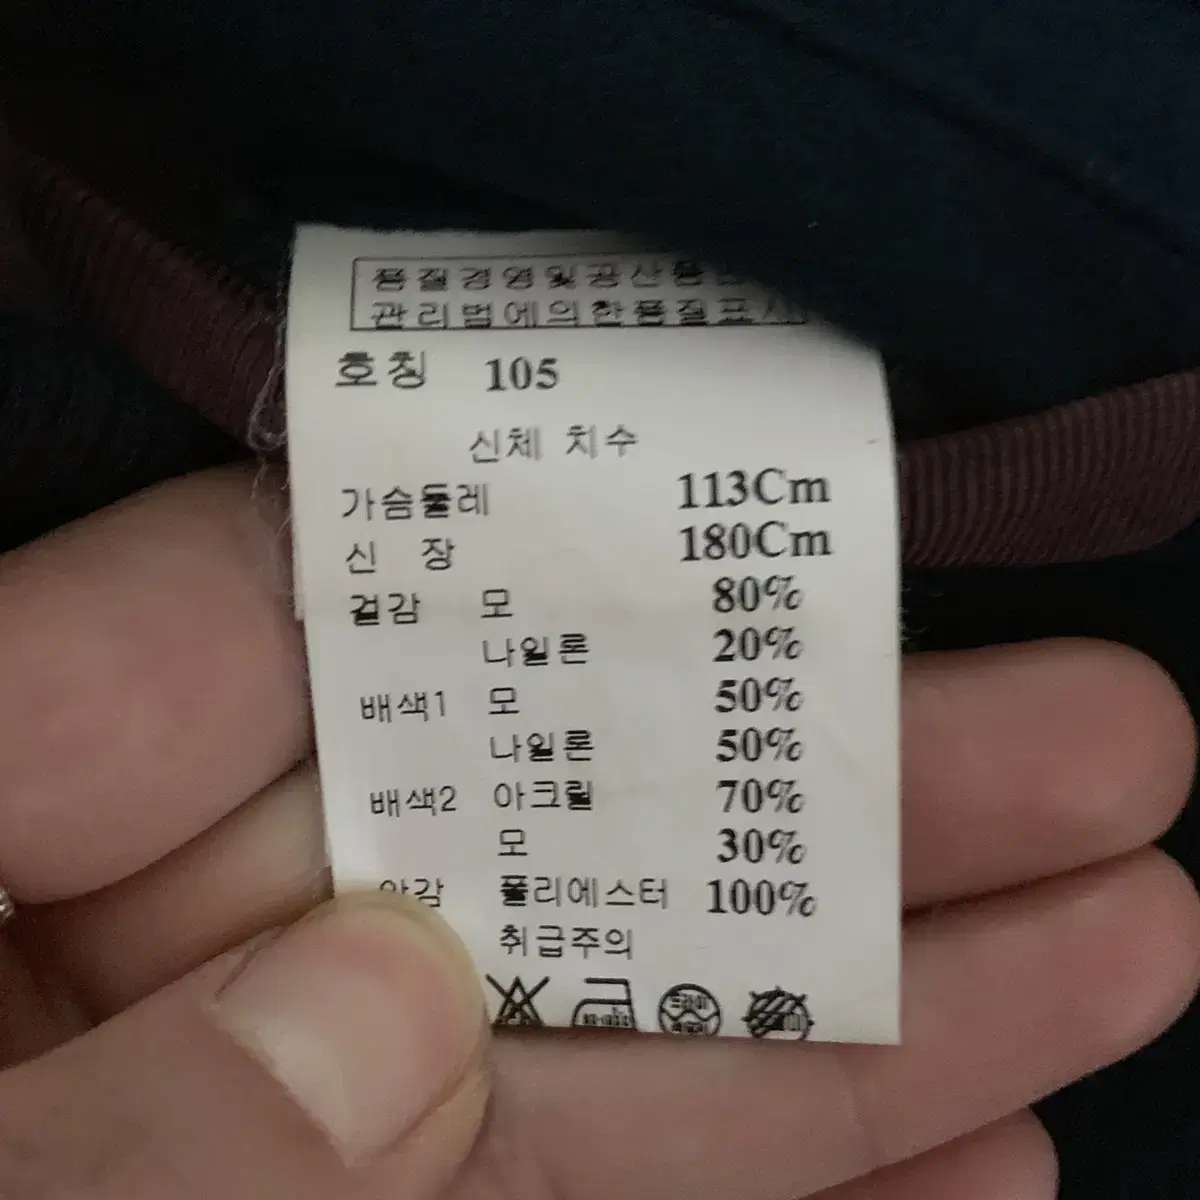 품질경영및공산품
관리법에의한품질표시
호칭 105
신체 치수
가슴둘레 113Cm
신 장 180Cm
겉감 모 80%
나일론 20%
배색1 모 50%
나일론 50%
배색2 아크릴 70%
모 30%
안감 폴리에스터 100%
취급주의
드라이